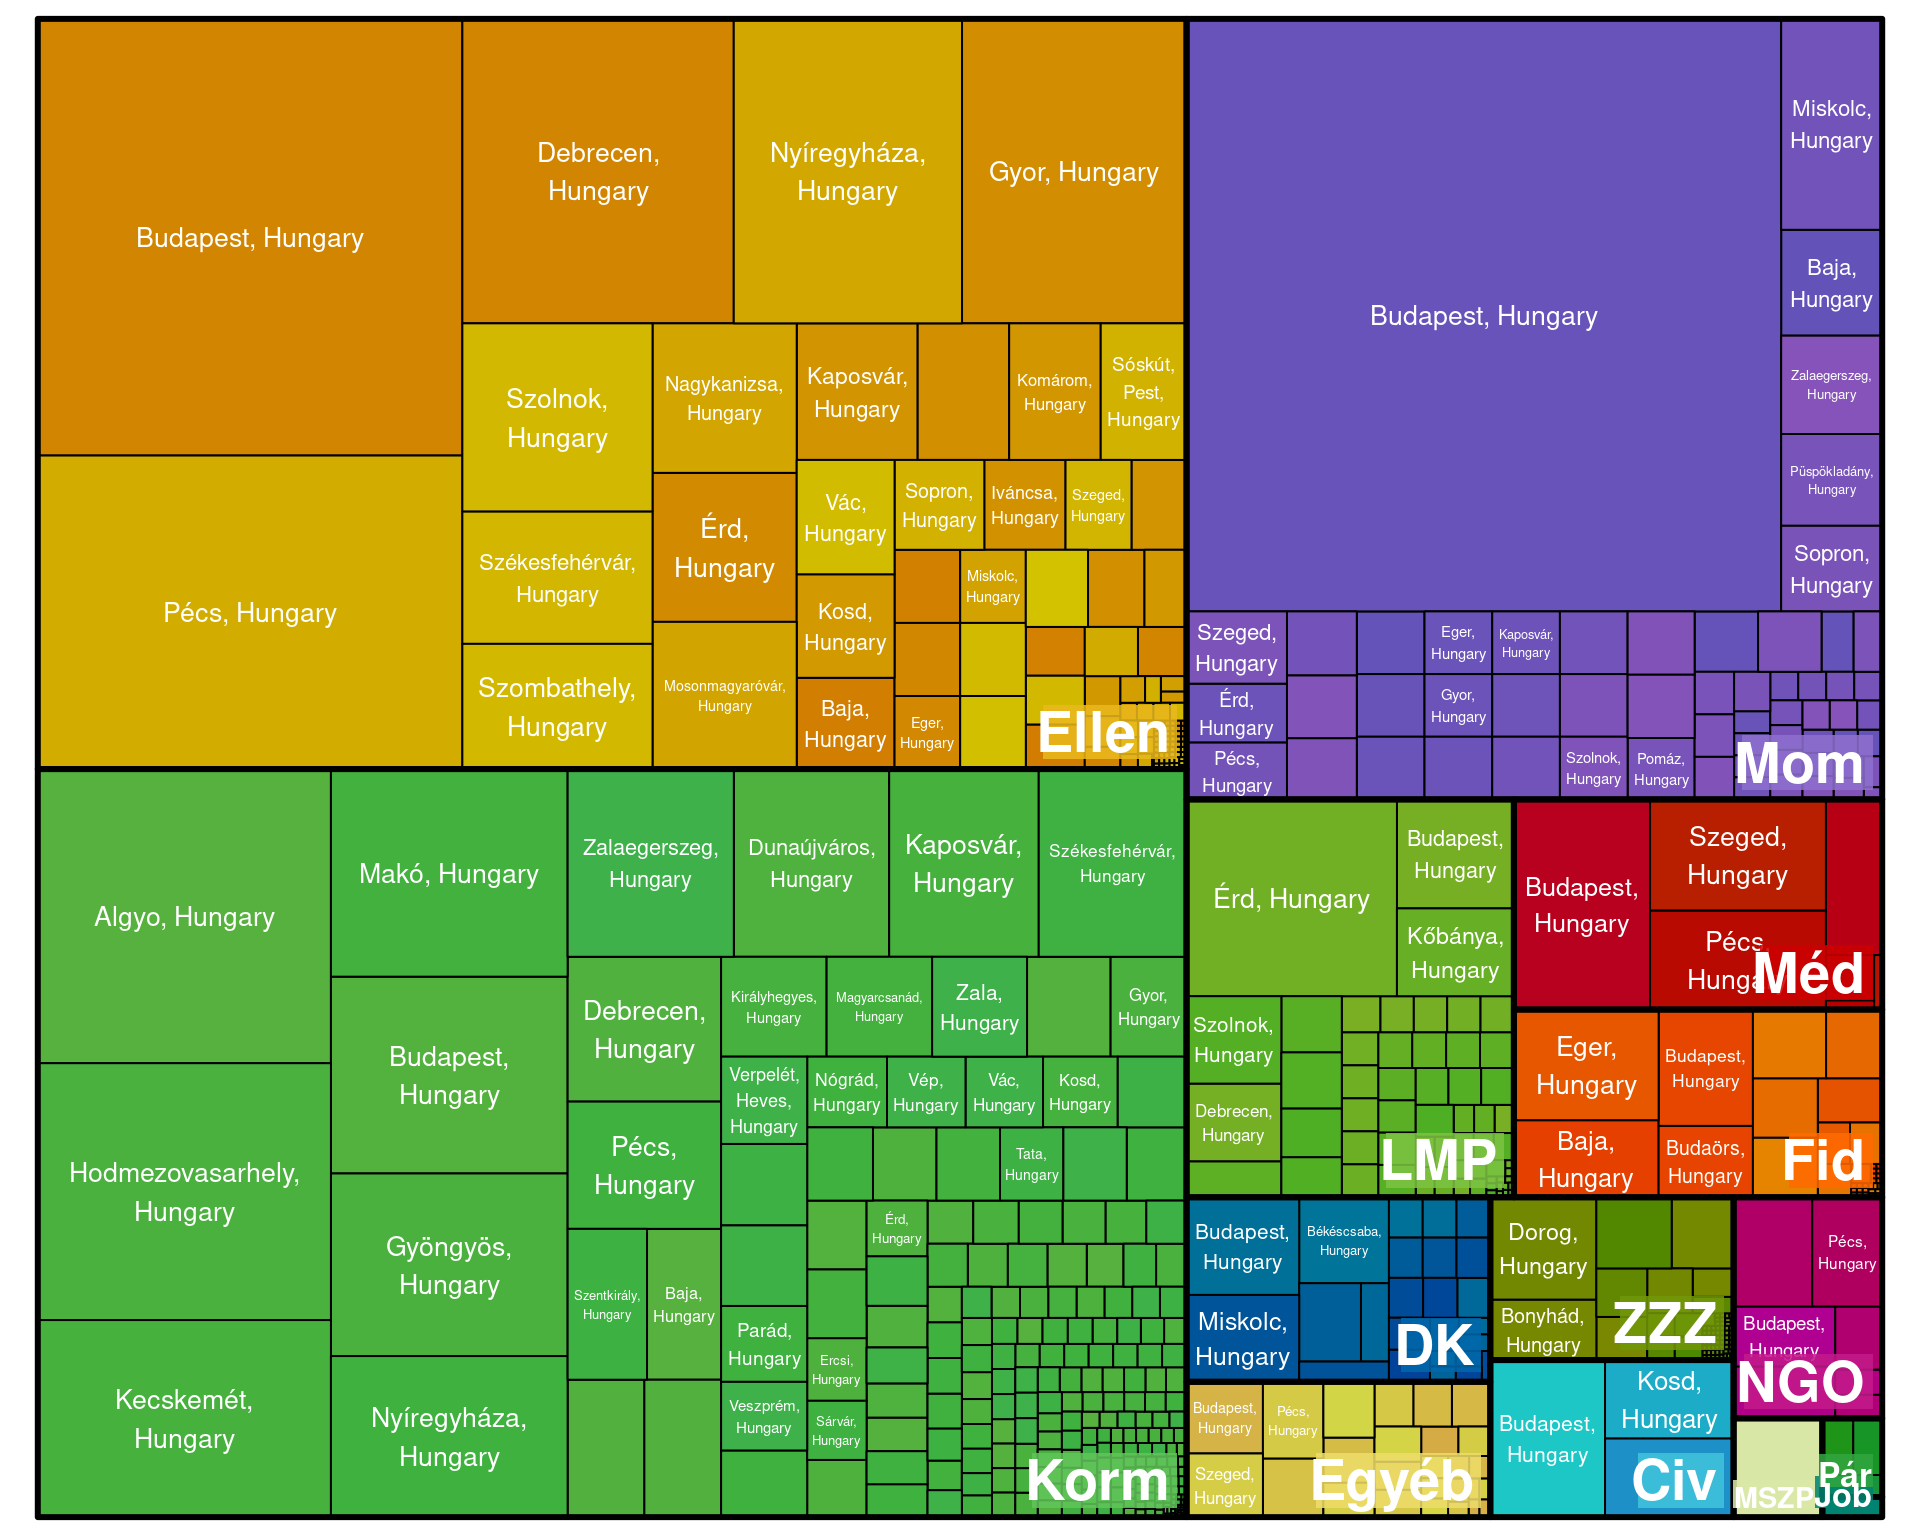 Budapest, Hungary
Pécs, Hungary
Debrecen,
Hungary
Nyíregyháza,
Hungary
Gyor, Hungary
Szolnok,
Hungary
Székesfehérvár,
Hungary
Szombathely,
Hungary
Nagykanizsa,
Hungary
Érd,
Hungary
Mosonmagyaróvár,
Hungary
Kaposvár,
Hungary
Komárom,
Hungary
Sóskút,
Pest,
Hungary
Vác,
Hungary
Kosd,
Hungary
Baja,
Hungary
Sopron,
Hungary
Iváncsa,
Hungary
Szeged,
Hungary
Miskolc,
Hungary
Eger,
Hungary
Ellen
Budapest, Hungary
Miskolc,
Hungary
Baja,
Hungary
Zalaegerszeg,
Hungary
Püspökladány,
Hungary
Sopron,
Hungary
Szeged,
Hungary
Érd,
Hungary
Pécs,
Hungary
Eger,
Hungary
Kaposvár,
Hungary
Gyor,
Hungary
Szolnok,
Hungary
Pomáz,
Hungary
Mom
Algyo, Hungary
Hodmezovasarhely,
Hungary
Kecskemét,
Hungary
Makó, Hungary
Budapest,
Hungary
Gyöngyös,
Hungary
Nyíregyháza,
Hungary
Zalaegerszeg,
Hungary
Dunaújváros,
Hungary
Kaposvár,
Hungary
Székesfehérvár,
Hungary
Debrecen,
Hungary
Pécs,
Hungary
Szentkirály,
Hungary
Baja,
Hungary
Királyhegyes,
Hungary
Magyarcsanád,
Hungary
Zala,
Hungary
Gyor,
Hungary
Verpelét,
Heves,
Hungary
Nógrád,
Hungary
Vép,
Hungary
Vác,
Hungary
Kosd,
Hungary
Tata,
Hungary
Érd,
Hungary
Parád,
Hungary
Veszprém,
Hungary
Ercsi,
Hungary
Sárvár,
Hungary
Korm
Érd, Hungary
Budapest,
Hungary
Kőbánya,
Hungary
Szolnok,
Hungary
Debrecen,
Hungary
LMP
Budapest,
Hungary
Szeged,
Hungary
Pécs,
Hunga
Méd
Eger,
Hungary
Baja,
Hungary
Budapest,
Hungary
Budaörs,
Hungary
Fid
Budapest,
Hungary
Miskolc,
Hungary
Békéscsaba,
Hungary
DK
Dorog,
Hungary
Bonyhád,
Hungary
ZZZ
Pécs,
Hungary
Budapest,
Hungary
NGO
Budapest,
Hungary
Szeged,
Hungary
Pécs,
Hungary
Egyéb
Budapest,
Hungary
Kosd,
Hungary
Civ
MSZP
Pár
Job